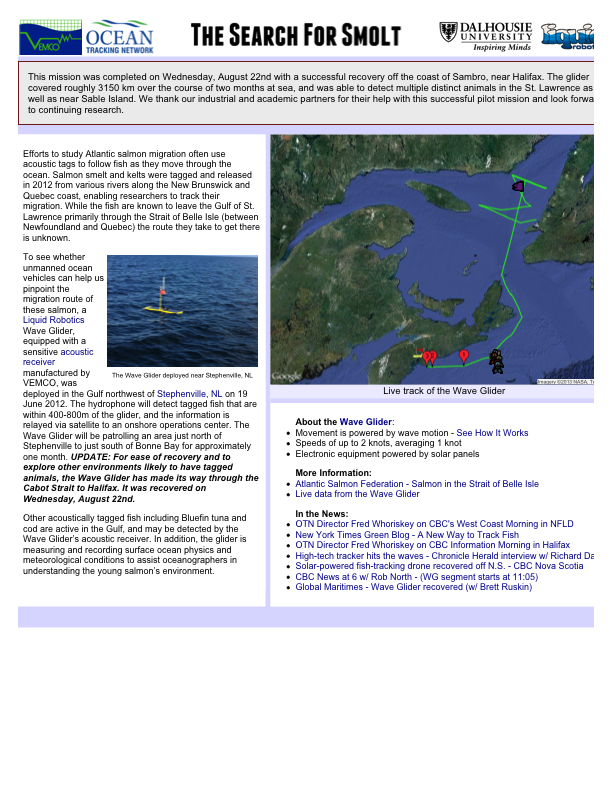 VEMCO
OCEAN
TRACKING NETWORK
THE SEARCH FOR SMOLT
DALHOUSIE
UNIVERSITY
Inspiring Minds
This mission was completed on Wednesday, August 22nd with a successful recovery off the coast of Sambro, near Halifax. The glider
covered roughly 3150 km over the course of two months at sea, and was able to detect multiple distinct animals in the St. Lawrence as
well as near Sable Island. We thank our industrial and academic partners for their help with this successful pilot mission and look forwa
to continuing research.
Efforts to study Atlantic salmon migration often use
acoustic tags to follow fish as they move through the
ocean. Salmon smelt and kelts were tagged and released
in 2012 from various rivers along the New Brunswick and
Quebec coast, enabling researchers to track their
migration. While the fish are known to leave the Gulf of St.
Lawrence primarily through the Strait of Belle Isle (between
Newfoundland and Quebec) the route they take to get there
is unknown.
To see whether
unmanned ocean
vehicles can help us
pinpoint the
migration route of
these salmon, a
Liquid Robotics
Wave Glider,
equipped with a
sensitive acoustic
receiver
manufactured by
VEMCO, was
The Wave Glider deployed near Stephenville, NL
deployed in the Gulf northwest of Stephenville, NL on 19
June 2012. The hydrophone will detect tagged fish that are
within 400-800m of the glider, and the information is
relayed via satellite to an onshore operations center. The
Wave Glider will be patrolling an area just north of
Stephenville to just south of Bonne Bay for approximately
one month. UPDATE: For ease of recovery and to
explore other environments likely to have tagged
animals, the Wave Glider has made its way through the
Cabot Strait to Halifax. It was recovered on
Wednesday, August 22nd.
Other acoustically tagged fish including Bluefin tuna and
cod are active in the Gulf, and may be detected by the
Wave Glider's acoustic receiver. In addition, the glider is
measuring and recording surface ocean physics and
meteorological conditions to assist oceanographers in
understanding the young salmon's environment.
Google
Imagery ©2013 NASA, T
Live track of the Wave Glider
About the Wave Glider:
Movement is powered by wave motion - See How It Works
Speeds of up to 2 knots, averaging 1 knot
Electronic equipment powered by solar panels
More Information:
Atlantic Salmon Federation - Salmon in the Strait of Belle Isle
Live data from the Wave Glider
In the News:
OTN Director Fred Whoriskey on CBC's West Coast Morning in NFLD
New York Times Green Blog - A New Way to Track Fish
OTN Director Fred Whoriskey on CBC Information Morning in Halifax
High-tech tracker hits the waves - Chronicle Herald interview w/ Richard Da
Solar-powered fish-tracking drone recovered off N.S. - CBC Nova Scotia
CBC News at 6 w/ Rob North - (WG segment starts at 11:05)
Global Maritimes - Wave Glider recovered (w/ Brett Ruskin)